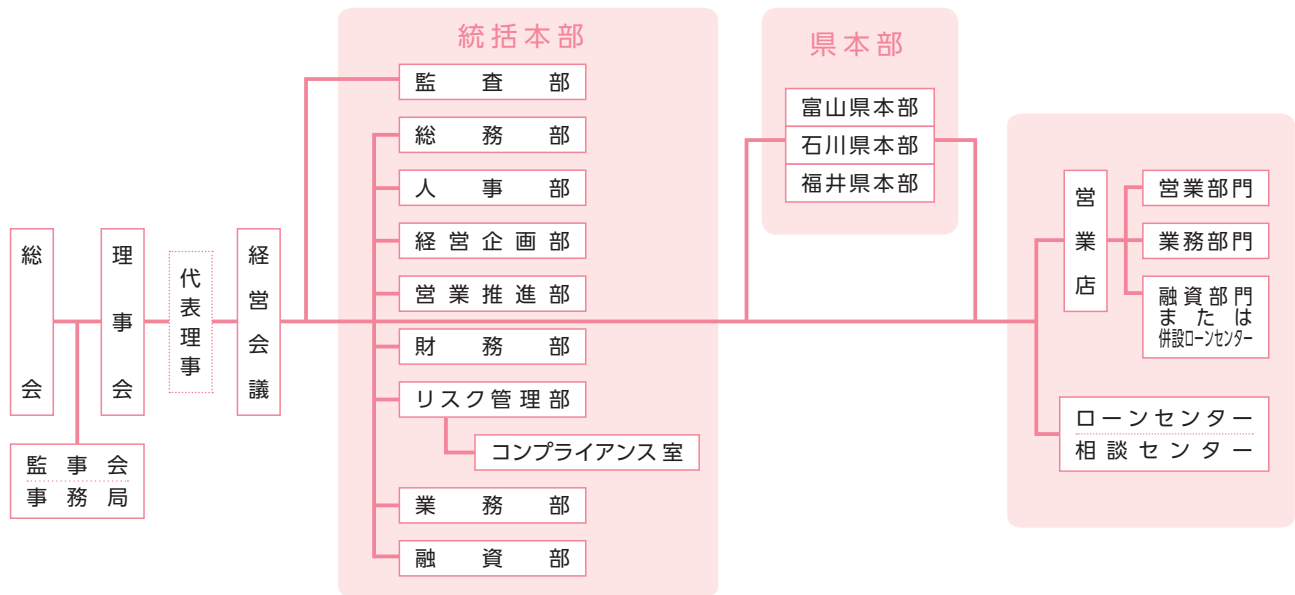 総会
監事会
事務局
理事会
代表理事
経営会議
統括本部
監査部
総務部
人事部
経営企画部
営業推進部
財務部
リスク管理部
コンプライアンス室
業務部
融資部
県本部
富山県本部
石川県本部
福井県本部
営業店
営業部門
業務部門
融資部門
または
併設ローンセンター
ローンセンター
相談センター